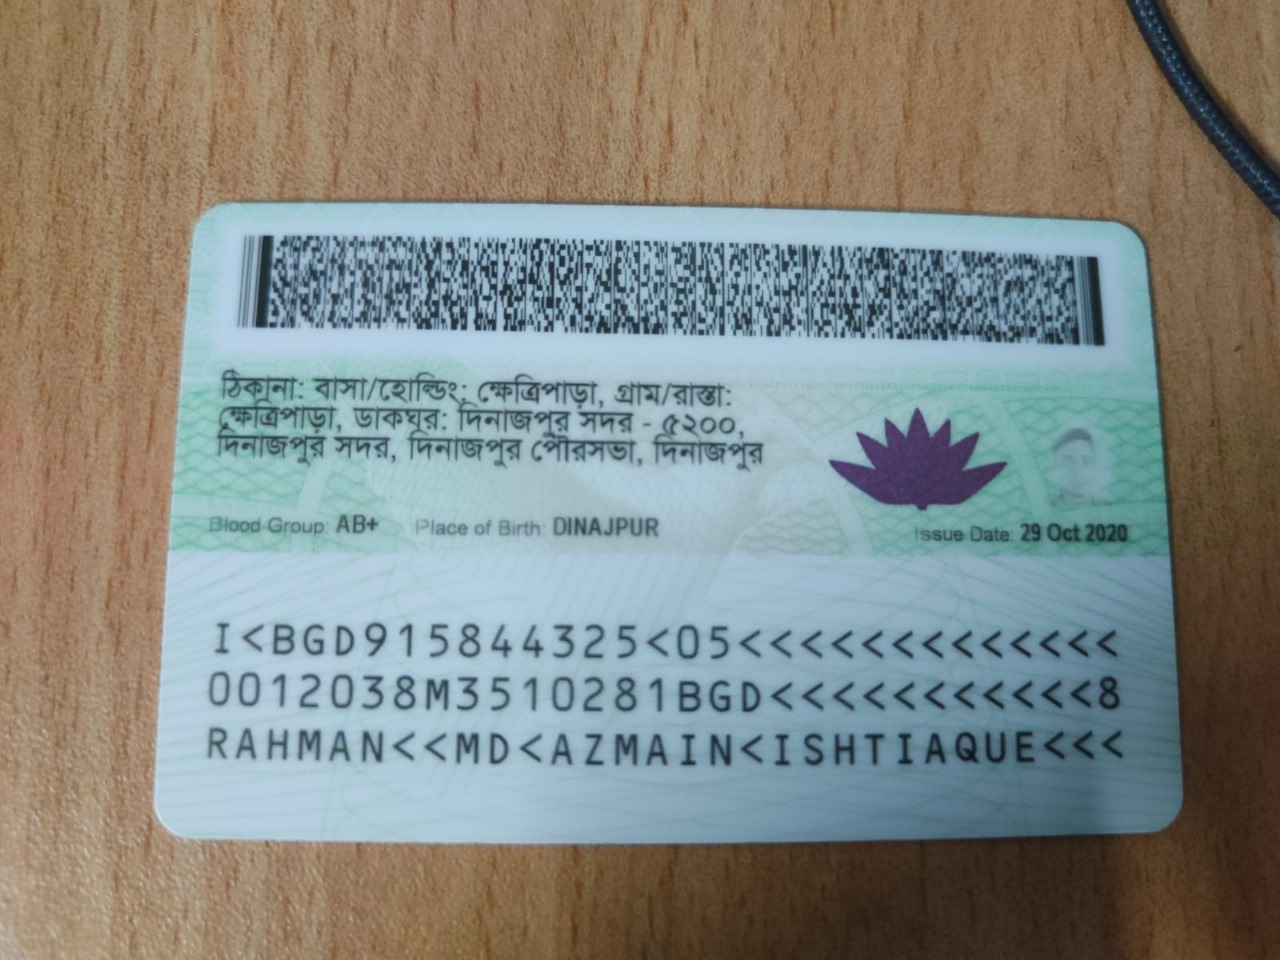 ঠিকানা: বাসা/হোল্ডিং: ক্ষেত্রিপাড়া, গ্রাম/রাস্তা:
ক্ষেত্রিপাড়া, ডাকঘর: দিনাজপুর সদর - ৫২০০,
দিনাজপুর সদর, দিনাজপুর পৌরসভা, দিনাজপুর
Blood Group: AB+ Place of Birth: DINAJPUR Issue Date: 29 Oct 2020
I<BGD915844325<05<<<<<<<<<<<<<
0012038M3510281BGD<<<<<<<<<<<8
RAHMAN<<MD<AZMAIN<ISHTIAQUE<<<